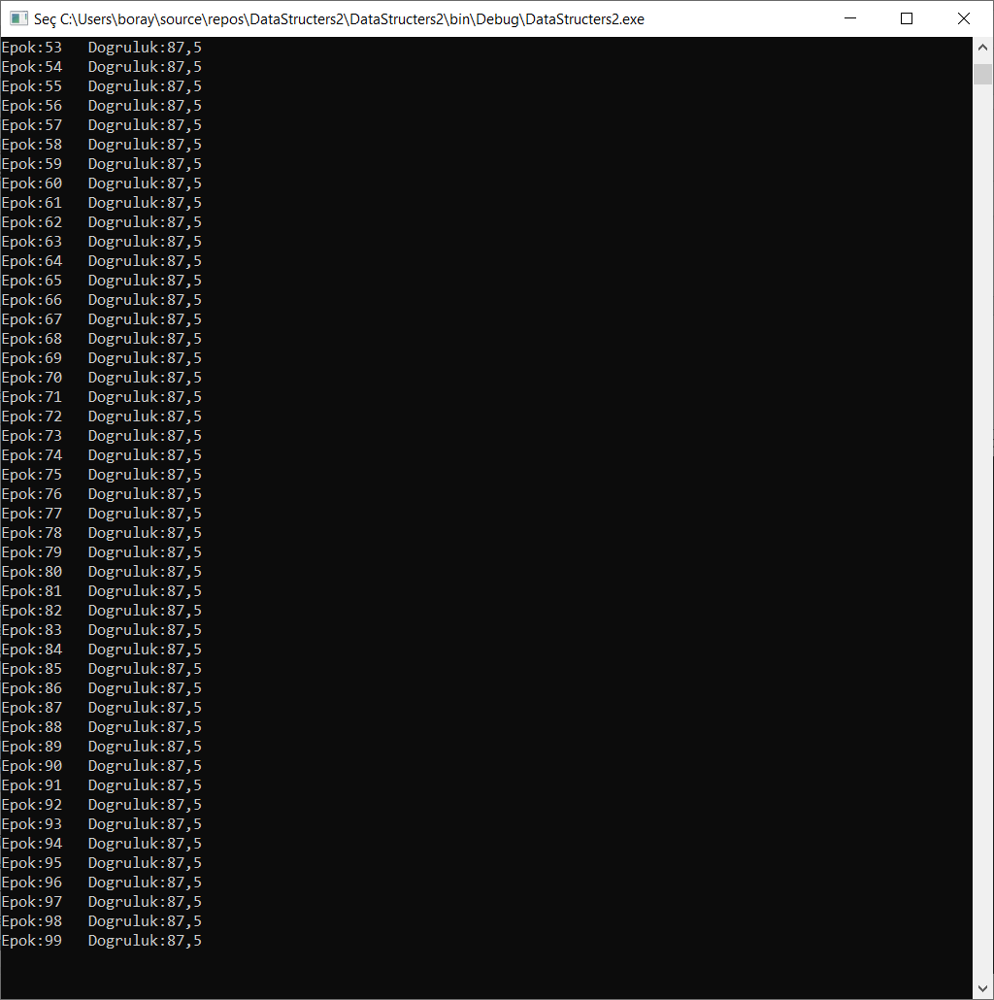 Seç C:\Users\boray\source\repos\DataStructers2\DataStructers2\bin\Debug\DataStructers2.exe
Epok:53   Dogruluk:87,5
Epok:54   Dogruluk:87,5
Epok:55   Dogruluk:87,5
Epok:56   Dogruluk:87,5
Epok:57   Dogruluk:87,5
Epok:58   Dogruluk:87,5
Epok:59   Dogruluk:87,5
Epok:60   Dogruluk:87,5
Epok:61   Dogruluk:87,5
Epok:62   Dogruluk:87,5
Epok:63   Dogruluk:87,5
Epok:64   Dogruluk:87,5
Epok:65   Dogruluk:87,5
Epok:66   Dogruluk:87,5
Epok:67   Dogruluk:87,5
Epok:68   Dogruluk:87,5
Epok:69   Dogruluk:87,5
Epok:70   Dogruluk:87,5
Epok:71   Dogruluk:87,5
Epok:72   Dogruluk:87,5
Epok:73   Dogruluk:87,5
Epok:74   Dogruluk:87,5
Epok:75   Dogruluk:87,5
Epok:76   Dogruluk:87,5
Epok:77   Dogruluk:87,5
Epok:78   Dogruluk:87,5
Epok:79   Dogruluk:87,5
Epok:80   Dogruluk:87,5
Epok:81   Dogruluk:87,5
Epok:82   Dogruluk:87,5
Epok:83   Dogruluk:87,5
Epok:84   Dogruluk:87,5
Epok:85   Dogruluk:87,5
Epok:86   Dogruluk:87,5
Epok:87   Dogruluk:87,5
Epok:88   Dogruluk:87,5
Epok:89   Dogruluk:87,5
Epok:90   Dogruluk:87,5
Epok:91   Dogruluk:87,5
Epok:92   Dogruluk:87,5
Epok:93   Dogruluk:87,5
Epok:94   Dogruluk:87,5
Epok:95   Dogruluk:87,5
Epok:96   Dogruluk:87,5
Epok:97   Dogruluk:87,5
Epok:98   Dogruluk:87,5
Epok:99   Dogruluk:87,5